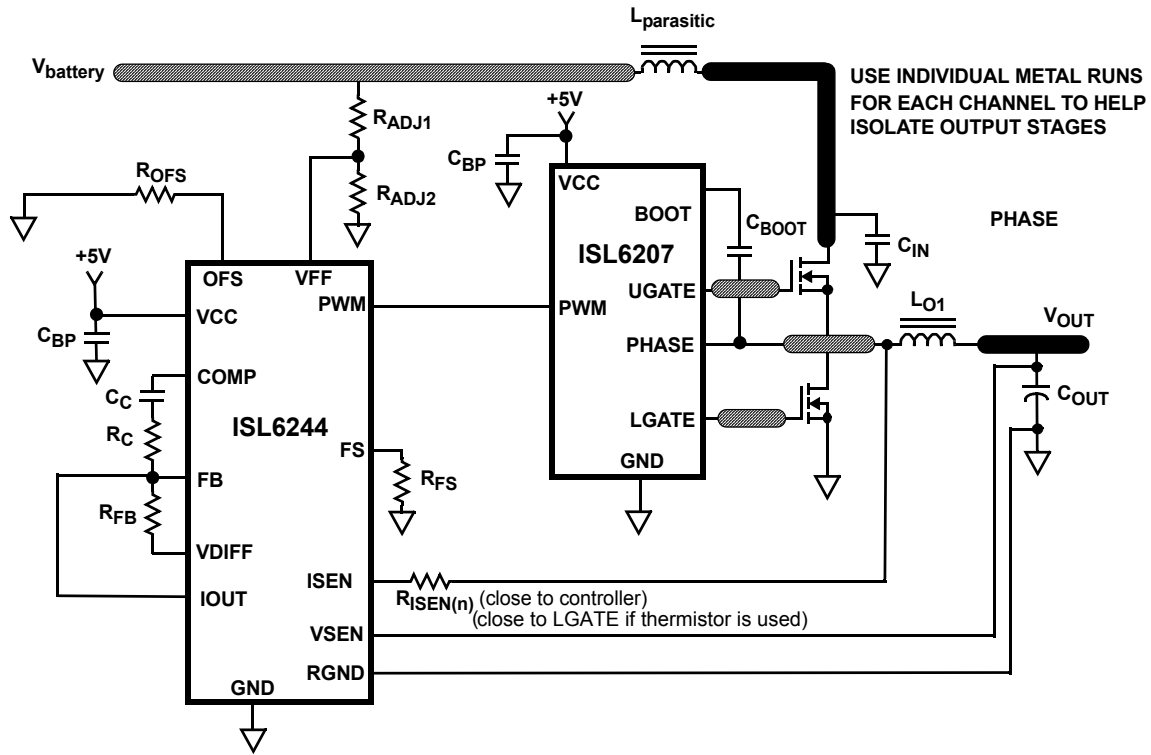 Lparasitic
Vbattery
USE INDIVIDUAL METAL RUNS
FOR EACH CHANNEL TO HELP
ISOLATE OUTPUT STAGES
+5V
RADJ1
CBP
VCC
ROFS
RADJ2
BOOT
CBOOT
PHASE
CIN
+5V
ISL6207
OFS
VFF
UGATE
PWM
PWM
LO1
VCC
VOUT
CBP
PHASE
COMP
CC
COUT
ISL6244
LGATE
RC
FS
GND
FB
RFS
RFB
VDIFF
ISEN
RISEN(n) (close to controller)
IOUT
(close to LGATE if thermistor is used)
VSEN
RGND
GND